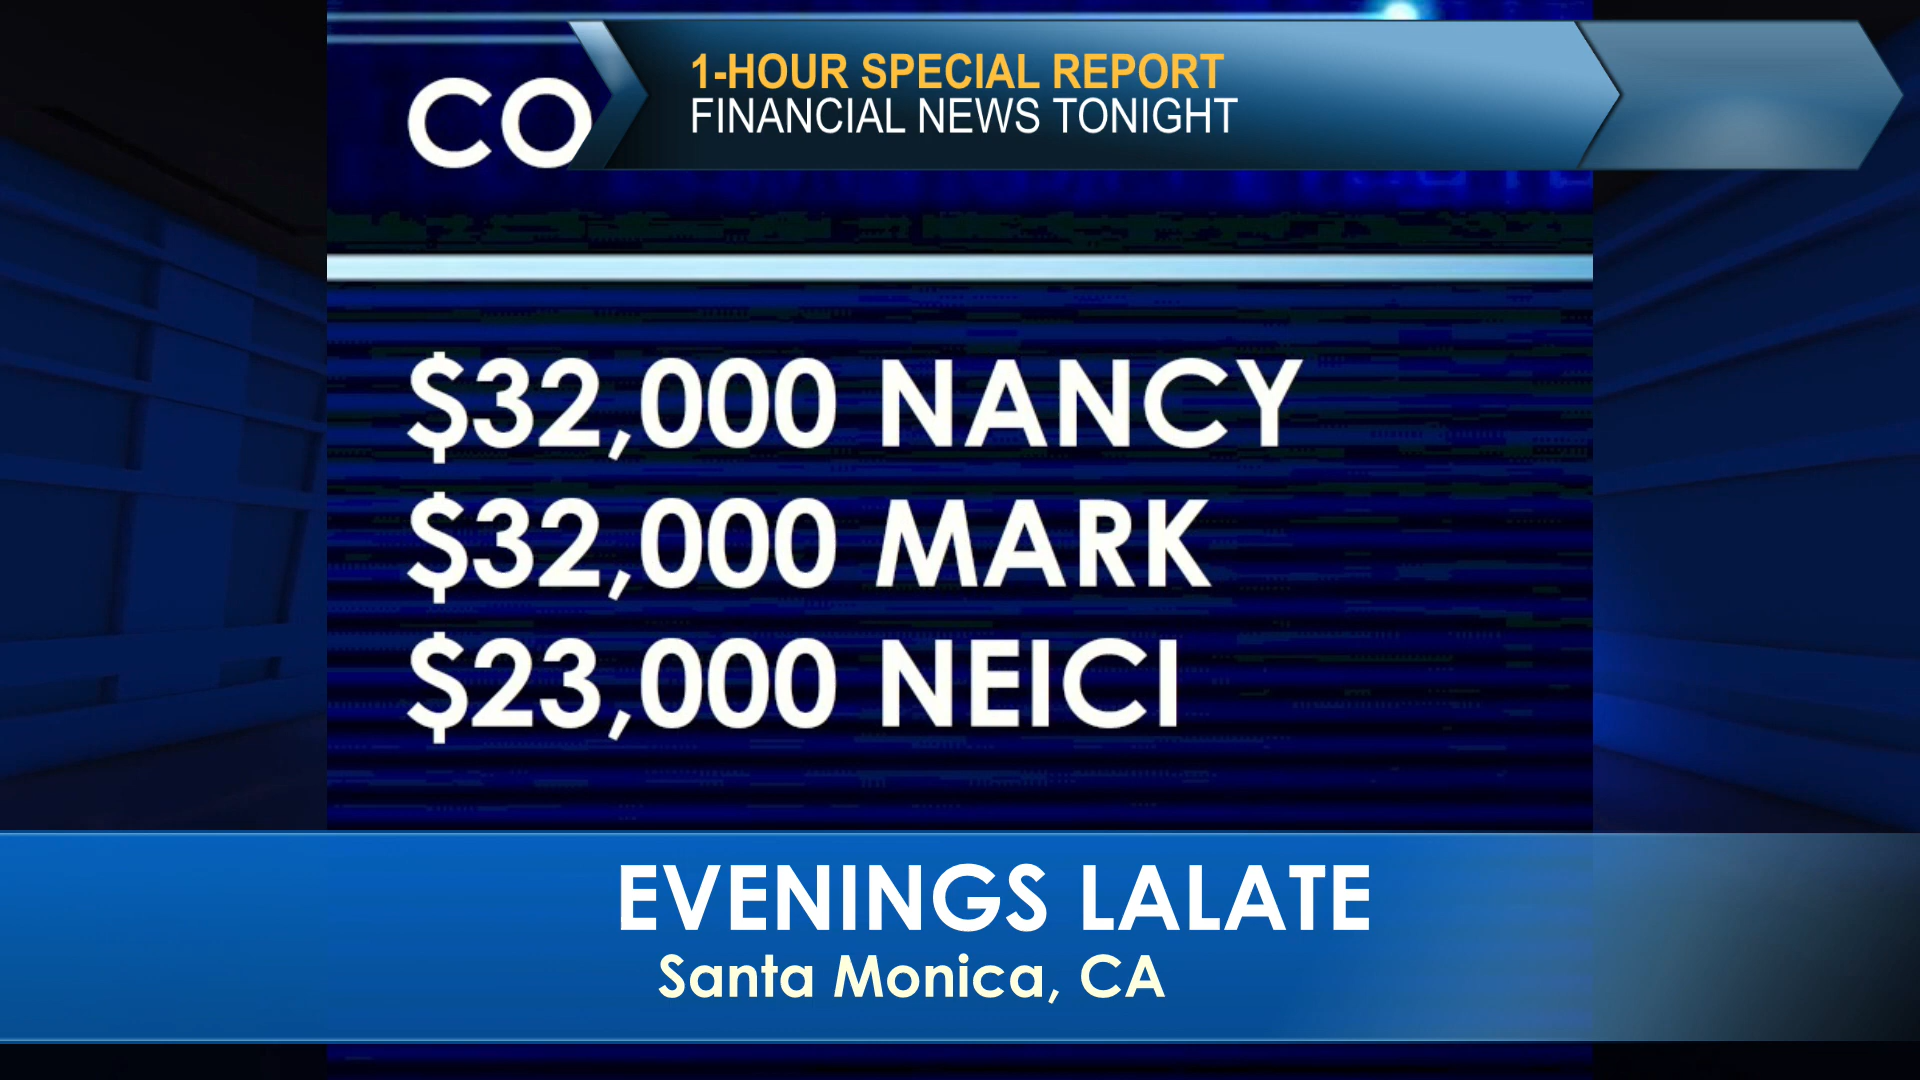 1-HOUR SPECIAL REPORT
FINANCIAL NEWS TONIGHT
CO
$32,000 NANCY
$32,000 MARK
$23,000 NEICI
EVENINGS LALATE
Santa Monica, CA